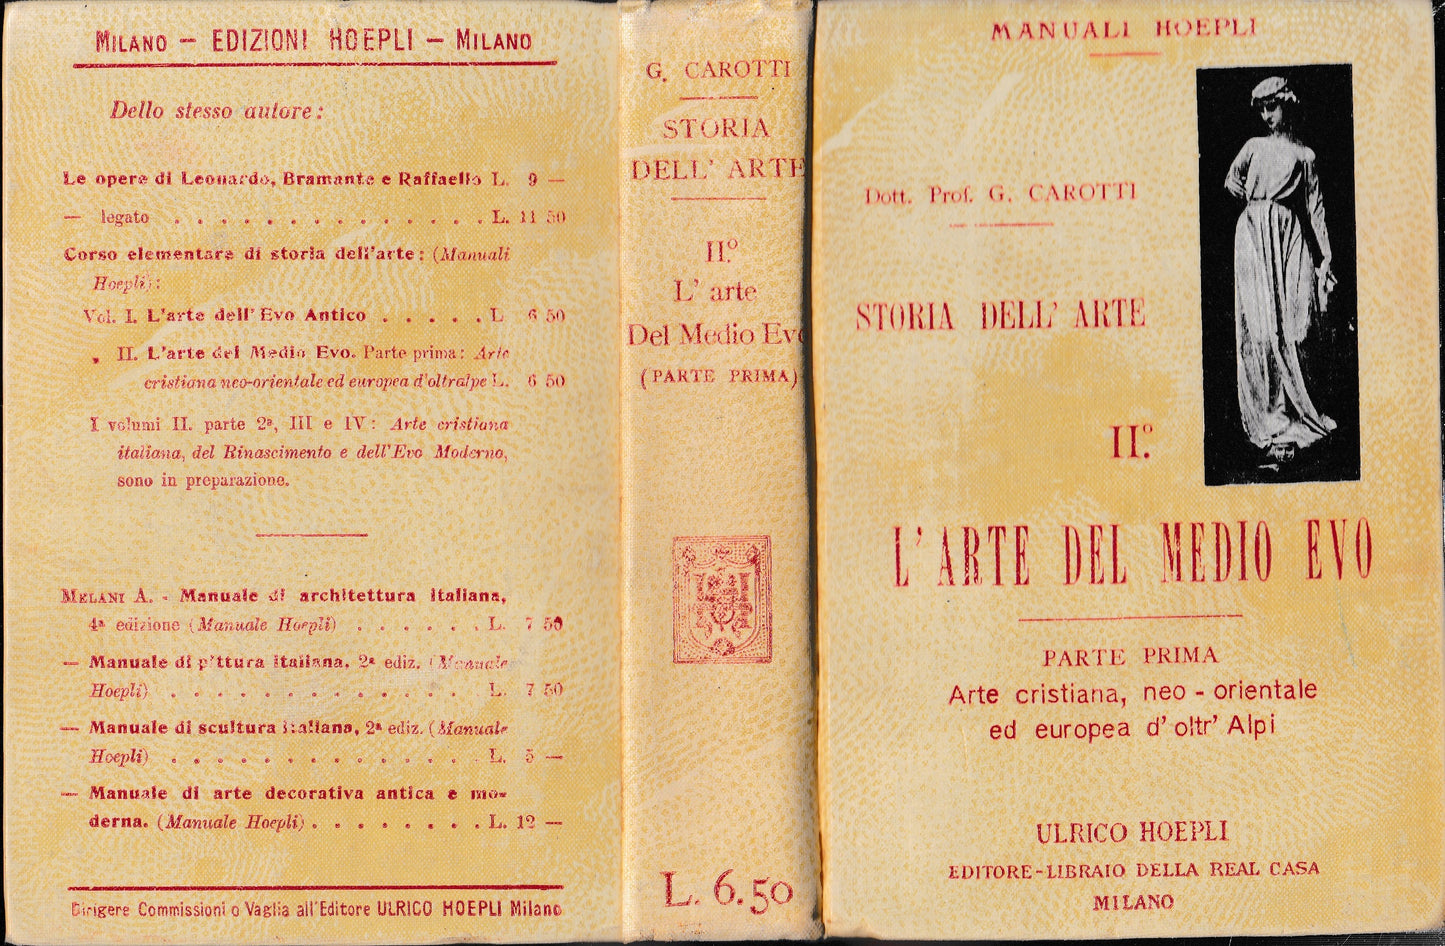 MILANO — EDIZIONI HOEPLI — MILANO
Dello stesso autore:
Le opere di Leonardo, Bramante e Raffaello L. 9 —
— legato . . . . . . . . . . . . . . L. 11 50
Corso elementare di storia dell'arte: (Manuali
Hoepli):
Vol. I. L'arte dell'Evo Antico . . . . . L 6 50
„ II. L'arte del Medio Evo. Parte prima: Arte
cristiana neo-orientale ed europea d'oltralpe L. 6 50
I volumi II. parte 2ª, III e IV: Arte cristiana
italiana, del Rinascimento e dell'Evo Moderno,
sono in preparazione.
MELANI A. - Manuale di architettura italiana,
4ª edizione (Manuale Hoepli) . . . . . . L. 7 50
— Manuale di pittura italiana, 2ª ediz. (Manuale
Hoepli) . . . . . . . . . . . . . L. 7 50
— Manuale di scultura italiana, 2ª ediz. (Manuale
Hoepli) . . . . . . . . . . . . . L. 5 —
— Manuale di arte decorativa antica e mo-
derna. (Manuale Hoepli) . . . . . . . . L. 12 —
Dirigere Commissioni o Vaglia all'Editore ULRICO HOEPLI Milano
G. CAROTTI
STORIA
DELL' ARTE
II.º
L' arte
Del Medio Evo
(PARTE PRIMA)
L. 6.50
MANUALI HOEPLI
Dott. Prof. G. CAROTTI
STORIA DELL' ARTE
II.º
L'ARTE DEL MEDIO EVO
PARTE PRIMA
Arte cristiana, neo - orientale
ed europea d' oltr' Alpi
ULRICO HOEPLI
EDITORE-LIBRAIO DELLA REAL CASA
MILANO